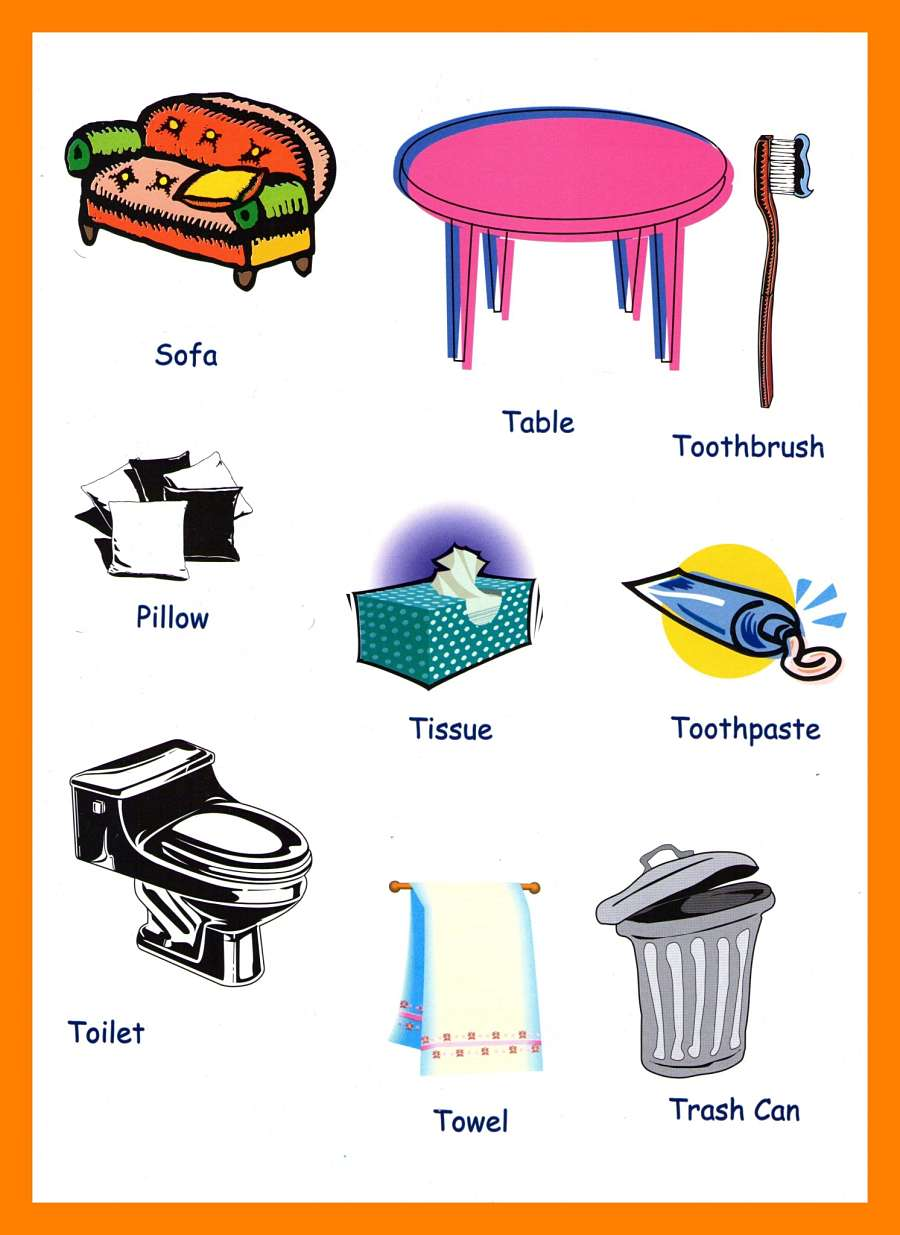 Sofa
Table
Toothbrush
Pillow
Tissue
Toothpaste
Toilet
Towel
Trash Can